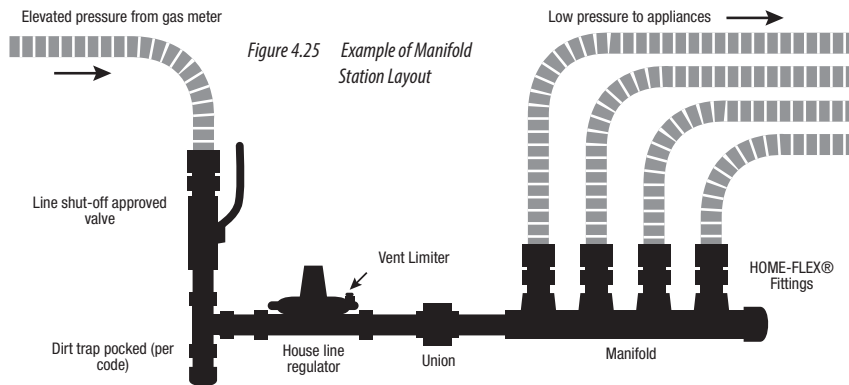 Elevated pressure from gas meter
Low pressure to appliances
Figure 4.25 Example of Manifold
Station Layout
Line shut-off approved
valve
Vent Limiter
HOME-FLEX®
Fittings
Dirt trap pocked (per
code)
House line
regulator
Union
Manifold